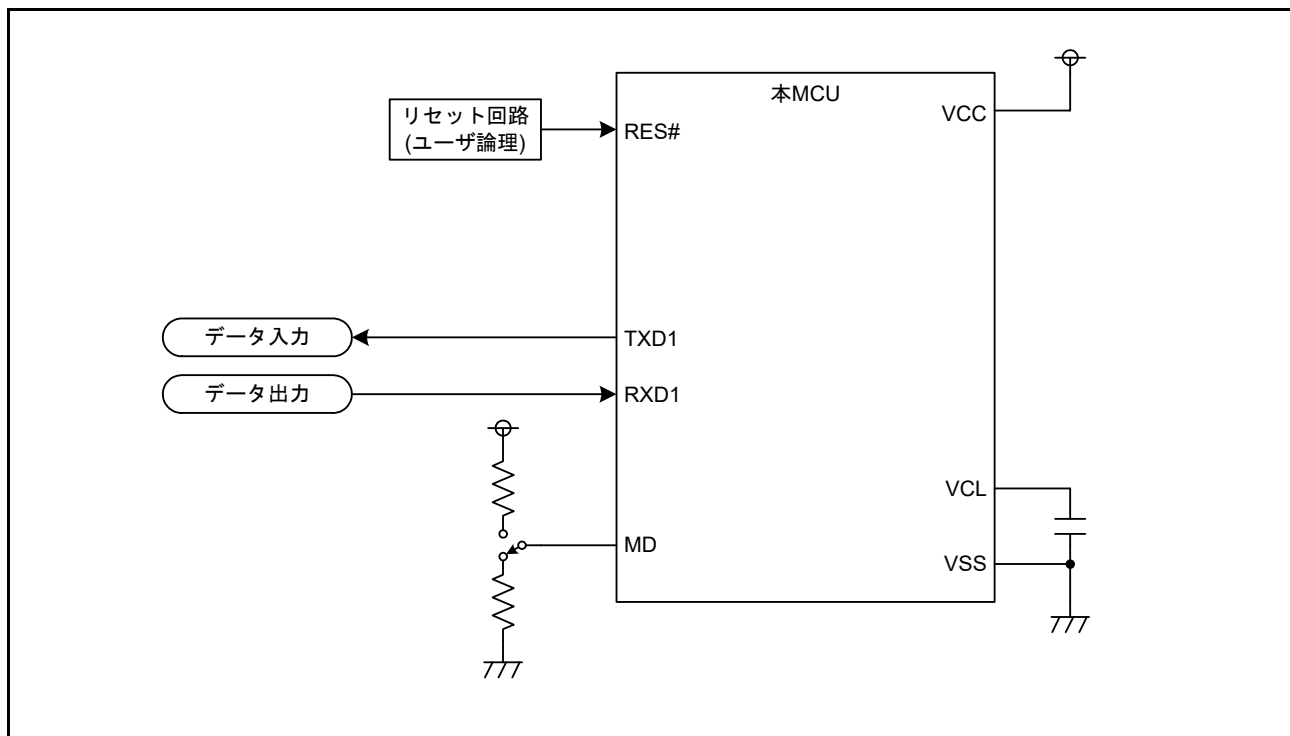 本MCU
VCC
リセット回路
(ユーザ論理)
RES#
データ入力
TXD1
データ出力
RXD1
VCL
MD
VSS